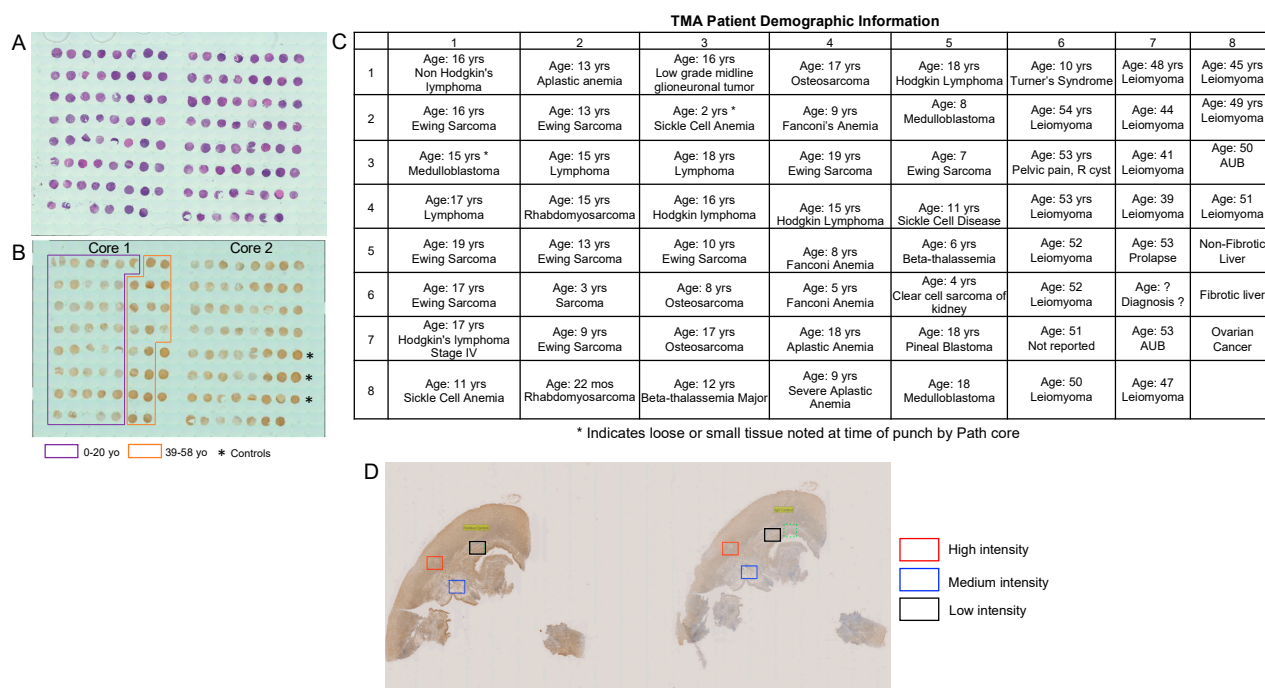 TMA Patient Demographic Information
A
C
1 2 3 4 5 6 7 8
1
Age: 16 yrs
Non Hodgkin's
lymphoma
Age: 13 yrs
Aplastic anemia
Age: 16 yrs
Low grade midline
glioneuronal tumor
Age: 17 yrs
Osteosarcoma
Age: 18 yrs
Hodgkin Lymphoma
Age: 10 yrs
Turner's Syndrome
Age: 48 yrs
Leiomyoma
Age: 45 yrs
Leiomyoma
2
Age: 16 yrs
Ewing Sarcoma
Age: 13 yrs
Ewing Sarcoma
Age: 2 yrs *
Sickle Cell Anemia
Age: 9 yrs
Fanconi's Anemia
Age: 8
Medulloblastoma
Age: 54 yrs
Leiomyoma
Age: 44
Leiomyoma
Age: 49 yrs
Leiomyoma
3
Age: 15 yrs *
Medulloblastoma
Age: 15 yrs
Lymphoma
Age: 18 yrs
Lymphoma
Age: 19 yrs
Ewing Sarcoma
Age: 7
Ewing Sarcoma
Age: 53 yrs
Pelvic pain, R cyst
Age: 41
Leiomyoma
Age: 50
AUB
4
Age:17 yrs
Lymphoma
Age: 15 yrs
Rhabdomyosarcoma
Age: 16 yrs
Hodgkin lymphoma
Age: 15 yrs
Hodgkin Lymphoma
Age: 11 yrs
Sickle Cell Disease
Age: 53 yrs
Leiomyoma
Age: 39
Leiomyoma
Age: 51
Leiomyoma
5
Age: 19 yrs
Ewing Sarcoma
Age: 13 yrs
Ewing Sarcoma
Age: 10 yrs
Ewing Sarcoma
Age: 8 yrs
Fanconi Anemia
Age: 6 yrs
Beta-thalassemia
Age: 52
Leiomyoma
Age: 53
Prolapse
Non-Fibrotic
Liver
6
Age: 17 yrs
Ewing Sarcoma
Age: 3 yrs
Sarcoma
Age: 8 yrs
Osteosarcoma
Age: 5 yrs
Fanconi Anemia
Age: 4 yrs
Clear cell sarcoma of
kidney
Age: 52
Leiomyoma
Age: ?
Diagnosis ?
Fibrotic liver
7
Age: 17 yrs
Hodgkin's lymphoma
Stage IV
Age: 9 yrs
Ewing Sarcoma
Age: 17 yrs
Osteosarcoma
Age: 18 yrs
Aplastic Anemia
Age: 18 yrs
Pineal Blastoma
Age: 51
Not reported
Age: 53
AUB
Ovarian
Cancer
8
Age: 11 yrs
Sickle Cell Anemia
Age: 22 mos
Rhabdomyosarcoma
Age: 12 yrs
Beta-thalassemia Major
Age: 9 yrs
Severe Aplastic
Anemia
Age: 18
Medulloblastoma
Age: 50
Leiomyoma
Age: 47
Leiomyoma
* Indicates loose or small tissue noted at time of punch by Path core
B
Core 1 Core 2
*
*
*
0-20 yo 39-58 yo * Controls
D
High intensity
Medium intensity
Low intensity